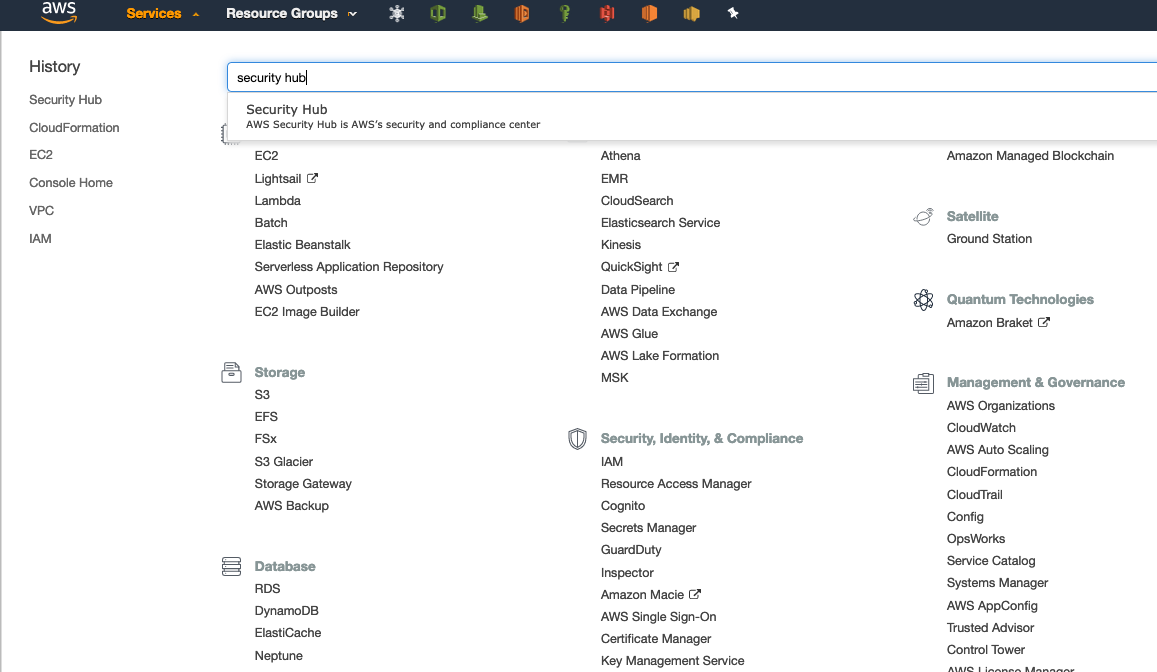 aws
Services
Resource Groups
History
Security Hub
CloudFormation
EC2
Console Home
VPC
IAM
security hub
Security Hub
AWS Security Hub is AWS's security and compliance center
EC2
Lightsail
Lambda
Batch
Elastic Beanstalk
Serverless Application Repository
AWS Outposts
EC2 Image Builder
Storage
S3
EFS
FSx
S3 Glacier
Storage Gateway
AWS Backup
Database
RDS
DynamoDB
ElastiCache
Neptune
Athena
EMR
CloudSearch
Elasticsearch Service
Kinesis
QuickSight
Data Pipeline
AWS Data Exchange
AWS Glue
AWS Lake Formation
MSK
Security, Identity, & Compliance
IAM
Resource Access Manager
Cognito
Secrets Manager
GuardDuty
Inspector
Amazon Macie
AWS Single Sign-On
Certificate Manager
Key Management Service
Amazon Managed Blockchain
Satellite
Ground Station
Quantum Technologies
Amazon Braket
Management & Governance
AWS Organizations
CloudWatch
AWS Auto Scaling
CloudFormation
CloudTrail
Config
OpsWorks
Service Catalog
Systems Manager
AWS AppConfig
Trusted Advisor
Control Tower
AWS License Manager